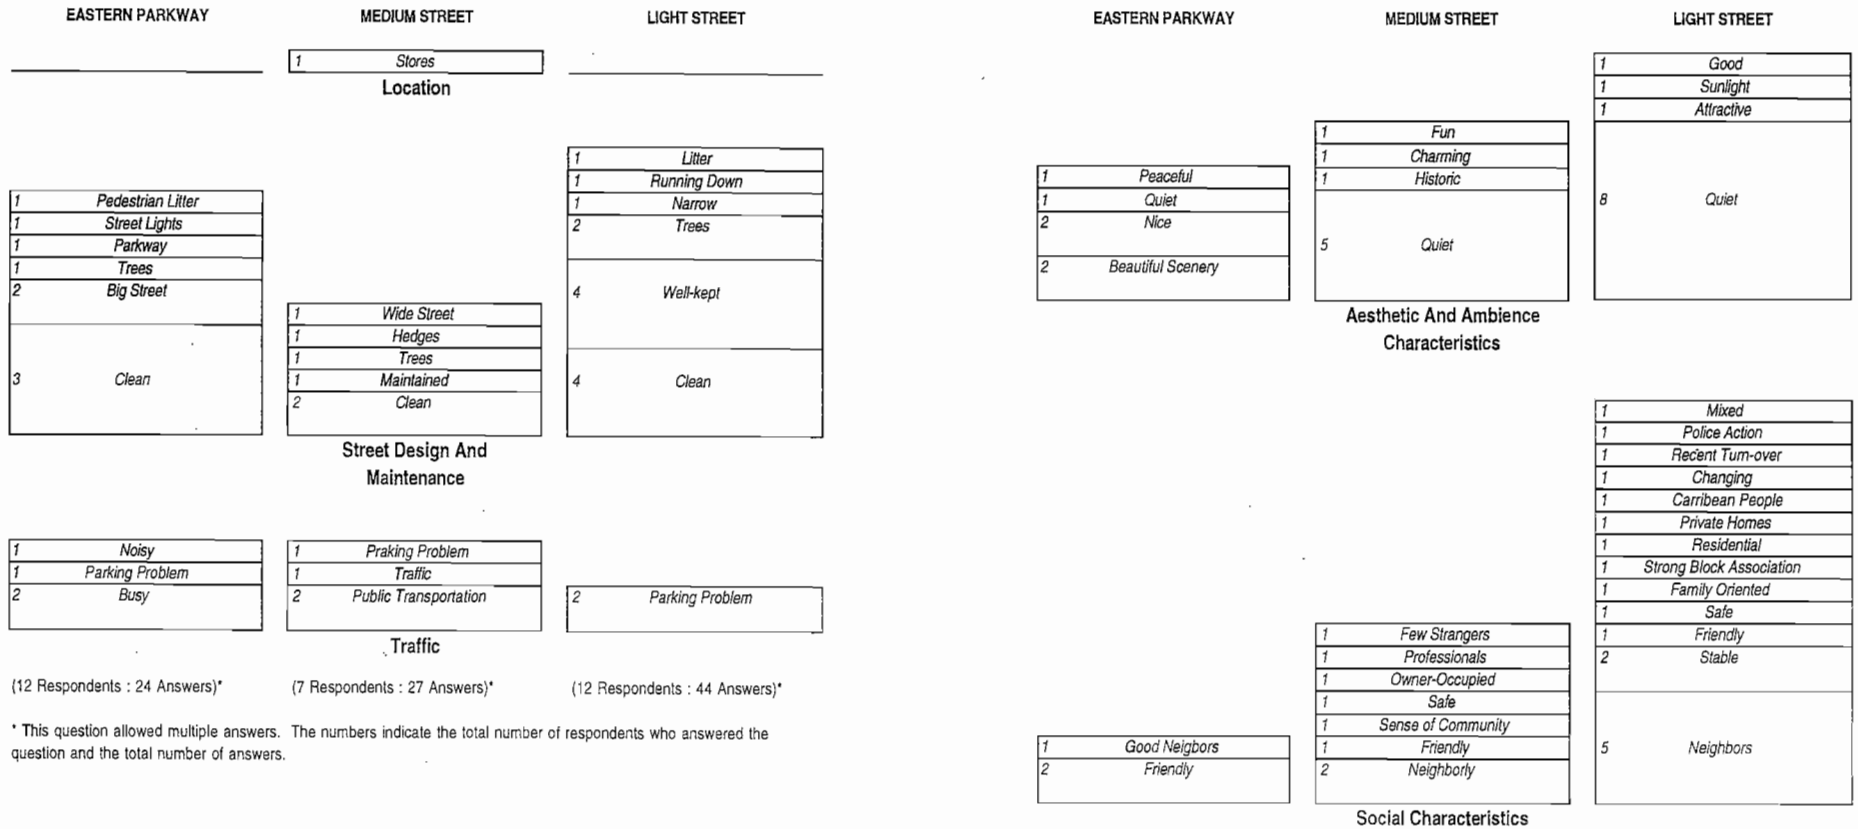 EASTERN PARKWAY MEDIUM STREET LIGHT STREET
1 Stores
Location
1 Pedestrian Litter
1 Street Lights
1 Parkway
1 Trees
2 Big Street
3 Clean
1 Wide Street
1 Hedges
1 Trees
1 Maintained
2 Clean
1 Litter
1 Running Down
1 Narrow
2 Trees
4 Well-kept
4 Clean
Street Design And
Maintenance
1 Noisy
1 Parking Problem
2 Busy
1 Praking Problem
1 Traffic
2 Public Transportation
2 Parking Problem
Traffic
(12 Respondents : 24 Answers)* (7 Respondents : 27 Answers)* (12 Respondents : 44 Answers)*
* This question allowed multiple answers. The numbers indicate the total number of respondents who answered the
question and the total number of answers.
EASTERN PARKWAY MEDIUM STREET LIGHT STREET
1 Peaceful
1 Quiet
2 Nice
2 Beautiful Scenery
1 Fun
1 Charming
1 Historic
5 Quiet
1 Good
1 Sunlight
1 Attractive
8 Quiet
Aesthetic And Ambience
Characteristics
1 Good Neigbors
2 Friendly
1 Few Strangers
1 Professionals
1 Owner-Occupied
1 Safe
1 Sense of Community
1 Friendly
2 Neighborly
1 Mixed
1 Police Action
1 Recent Turn-over
1 Changing
1 Carribean People
1 Private Homes
1 Residential
1 Strong Block Association
1 Family Oriented
1 Safe
1 Friendly
2 Stable
5 Neighbors
Social Characteristics